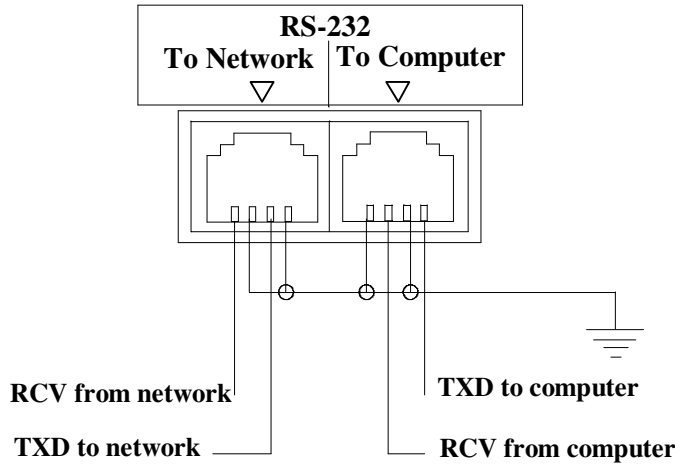 RS-232
To Network To Computer
RCV from network
TXD to computer
TXD to network
RCV from computer